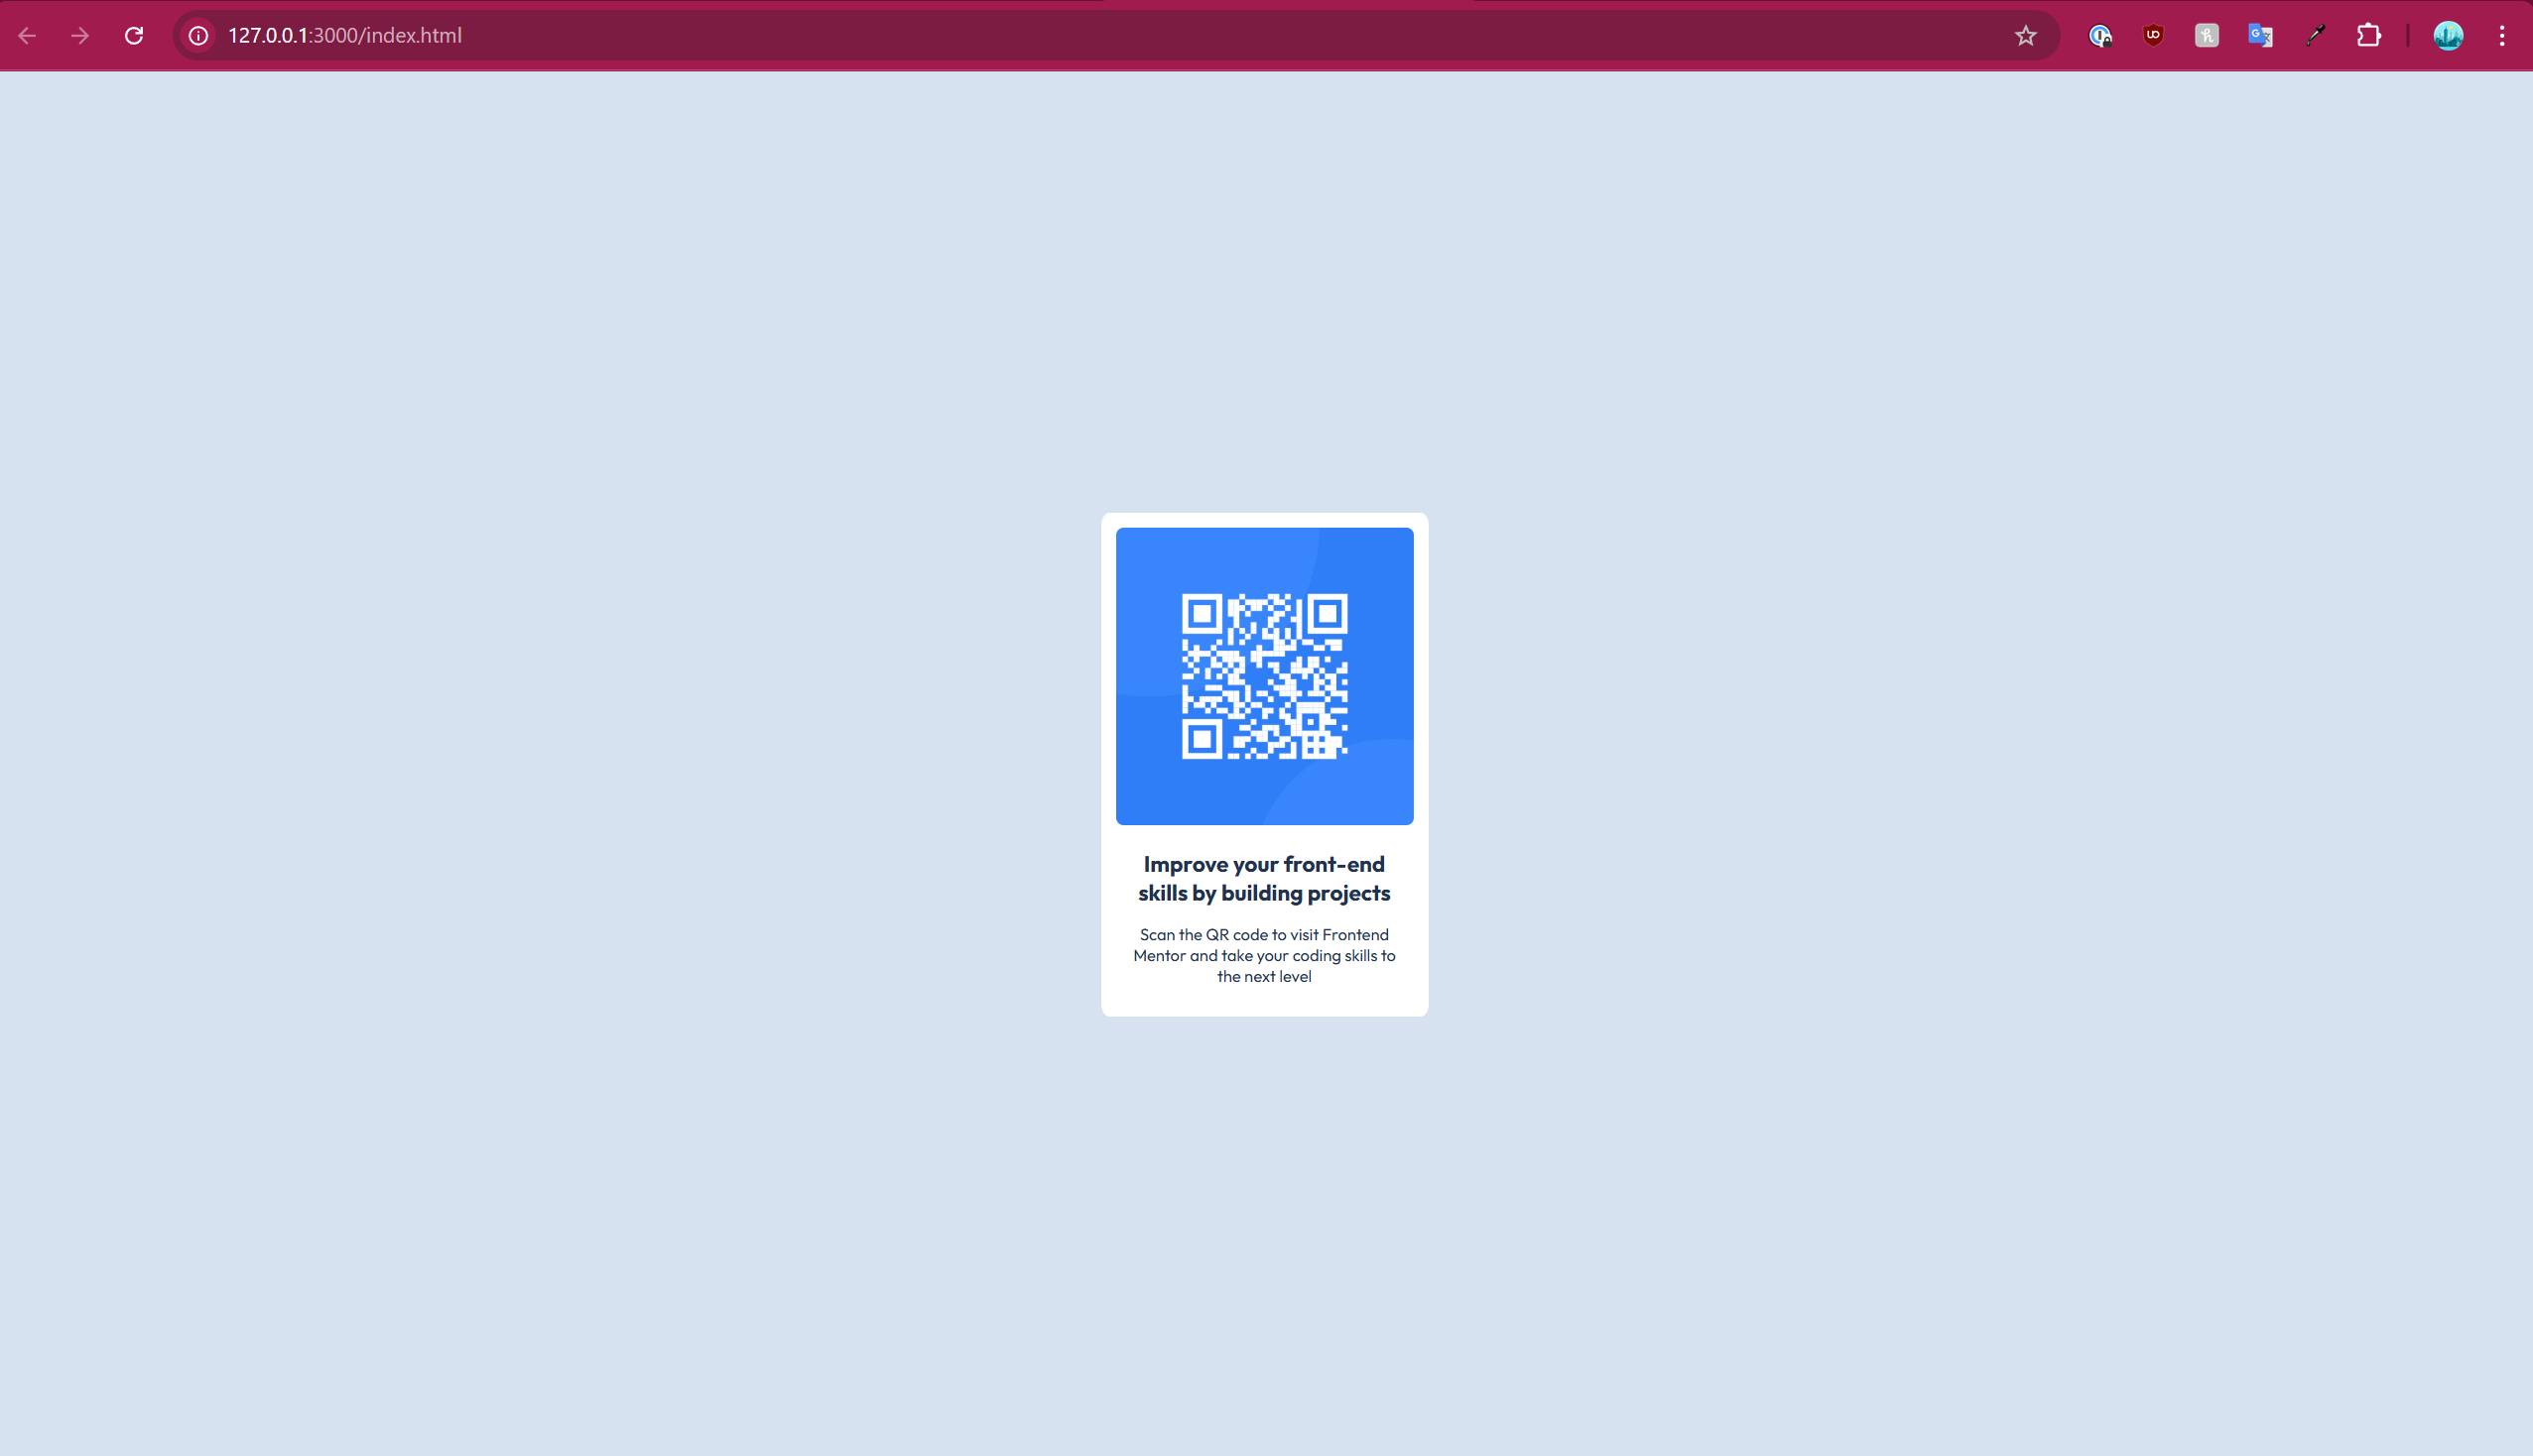 127.0.0.1:3000/index.html
Improve your front-end
skills by building projects
Scan the QR code to visit Frontend
Mentor and take your coding skills to
the next level